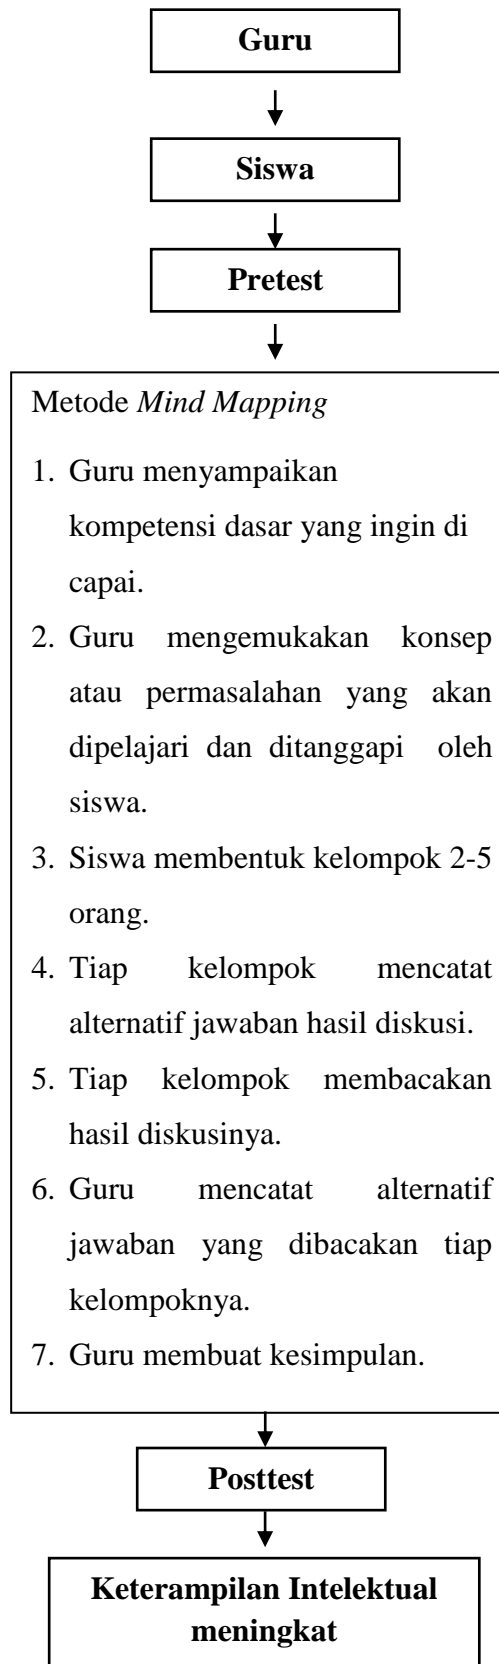 Guru
Siswa
Pretest
Metode Mind Mapping
1. Guru menyampaikan
kompetensi dasar yang ingin di
capai.
2. Guru mengemukakan konsep
atau permasalahan yang akan
dipelajari dan ditanggapi oleh
siswa.
3. Siswa membentuk kelompok 2-5
orang.
4. Tiap kelompok mencatat
alternatif jawaban hasil diskusi.
5. Tiap kelompok membacakan
hasil diskusinya.
6. Guru mencatat alternatif
jawaban yang dibacakan tiap
kelompoknya.
7. Guru membuat kesimpulan.
Posttest
Keterampilan Intelektual
meningkat